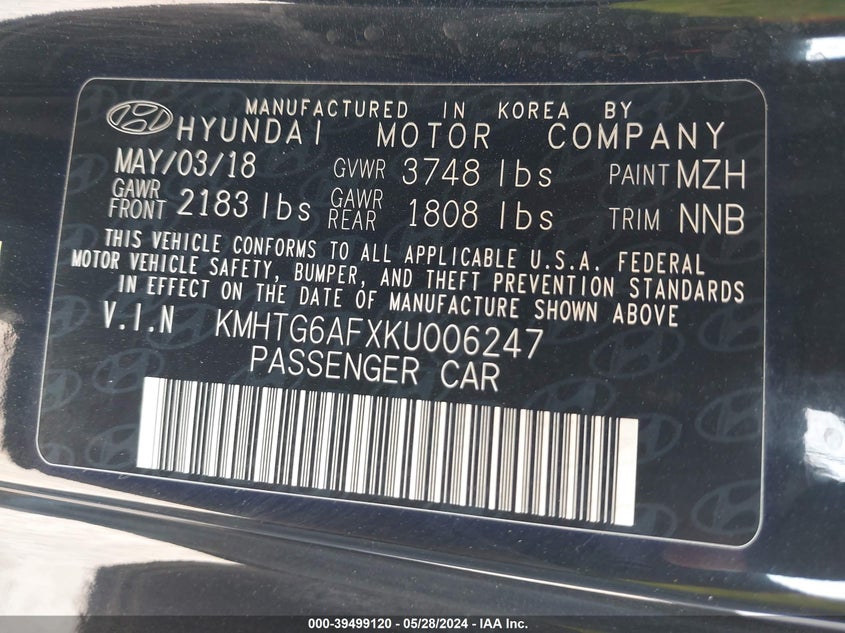 MANUFACTURED IN KOREA BY
HYUNDAI MOTOR COMPANY
MAY/03/18 GVWR 3748 lbs PAINT MZH
GAWR FRONT 2183 lbs GAWR REAR 1808 lbs TRIM NNB
THIS VEHICLE CONFORMS TO ALL APPLICABLE U.S.A. FEDERAL
MOTOR VEHICLE SAFETY, BUMPER, AND THEFT PREVENTION STANDARDS
IN EFFECT ON THE DATE OF MANUFACTURE SHOWN ABOVE
V.I.N KMHTG6AFXKU006247
PASSENGER CAR
000-39499120 - 05/28/2024 - IAA Inc.